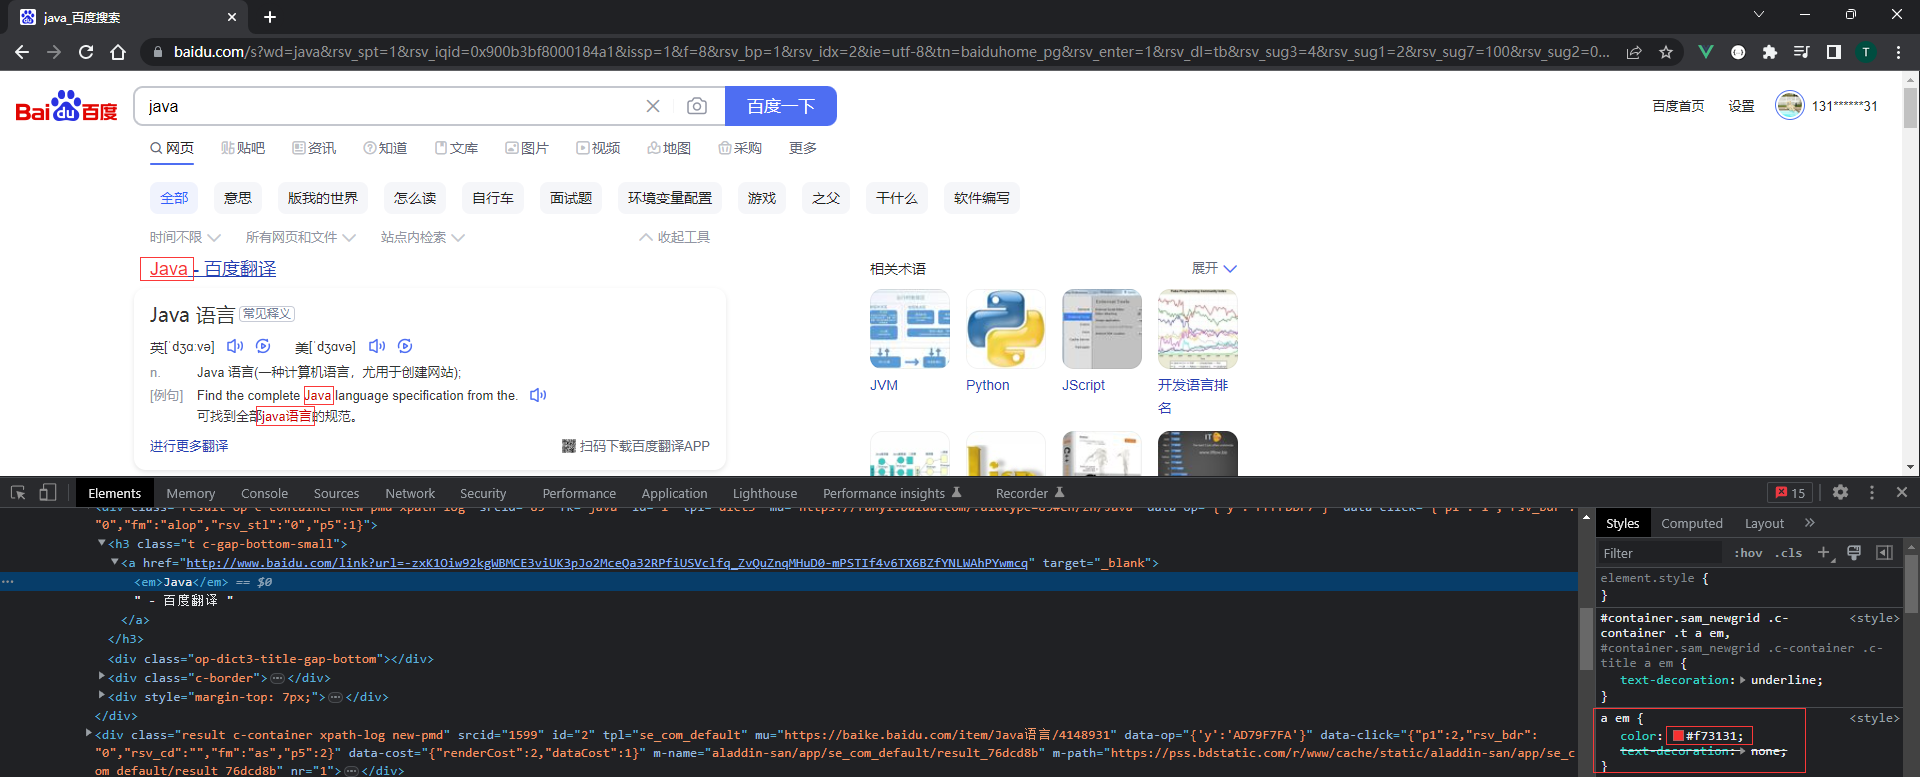 java_百度搜索
baidu.com/s?wd=java&rsv_spt=1&rsv_iqid=0x900b3bf8000184a1&issp=1&f=8&rsv_bp=1&rsv_idx=2&ie=utf-8&tn=baiduhome_pg&rsv_enter=1&rsv_dl=tb&rsv_sug3=4&rsv_sug1=2&rsv_sug7=100&rsv_sug2=0...
T
Bai du 百度
java
百度一下
百度首页 设置 131******31
网页 贴吧 资讯 知道 文库 图片 视频 地图 采购 更多
全部 意思 版我的世界 怎么读 自行车 面试题 环境变量配置 游戏 之父 干什么 软件编写
时间不限 所有网页和文件 站点内检索 收起工具
Java - 百度翻译
Java 语言 常见释义
英[ˈdʒɑːvə] 美[ˈdʒɑvə]
n. Java 语言(一种计算机语言，尤用于创建网站);
[例句] Find the complete Java language specification from the.
可找到全部java语言的规范。
进行更多翻译 扫码下载百度翻译APP
相关术语 展开
JVM Python JScript 开发语言排名
Elements Memory Console Sources Network Security Performance Application Lighthouse Performance insights Recorder 15
"0","fm":"alop","rsv_stl":"0","p5":1}">
<h3 class="t c-gap-bottom-small">
<a href="http://www.baidu.com/link?url=-zxK1Oiw92kgWBMCE3viUK3pJo2MceQa32RPfiUSVclfq_ZvQuZnqMHuD0-mPSTIf4v6TX6BZfYNLWAhPYwmcq" target="_blank">
<em>Java</em> == $0
" - 百度翻译 "
</a>
</h3>
<div class="op-dict3-title-gap-bottom"></div>
<div class="c-border">…</div>
<div style="margin-top: 7px;">…</div>
</div>
<div class="result c-container xpath-log new-pmd" srcid="1599" id="2" tpl="se_com_default" mu="https://baike.baidu.com/item/Java语言/4148931" data-op="{'y':'AD79F7FA'}" data-click="{"p1":2,"rsv_bdr":
"0","rsv_cd":"","fm":"as","p5":2}" data-cost="{"renderCost":2,"dataCost":1}" m-name="aladdin-san/app/se_com_default/result_76dcd8b" m-path="https://pss.bdstatic.com/r/www/cache/static/aladdin-san/app/se_c
om_default/result_76dcd8b" nr="1">…</div>
Styles Computed Layout
Filter :hov .cls
element.style {
}
#container.sam_newgrid .c- <style>
container .t a em,
#container.sam_newgrid .c-container .c-
title a em {
text-decoration: underline;
}
a em { <style>
color: #f73131;
text-decoration: none;
}